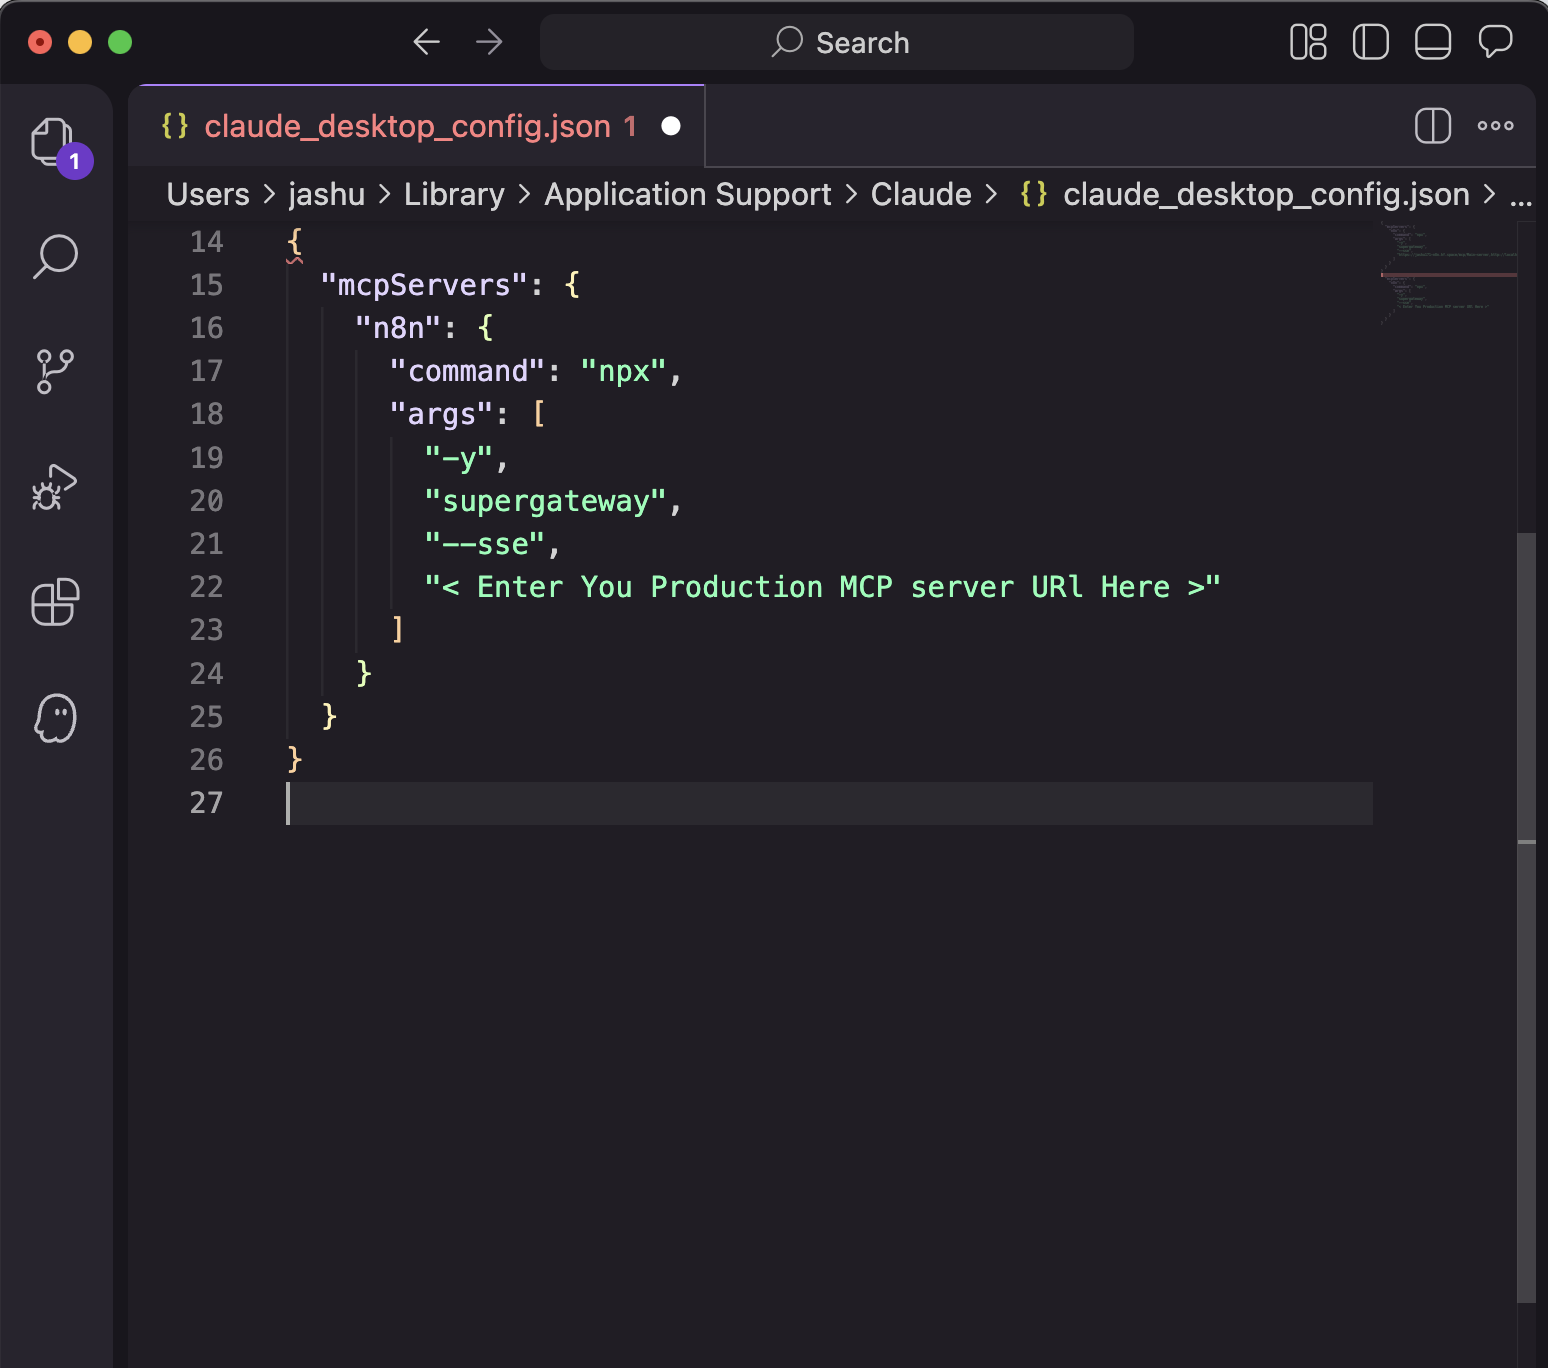 Search
{} claude_desktop_config.json 1
1
Users > jashu > Library > Application Support > Claude > {} claude_desktop_config.json > ...
14 {
15 "mcpServers": {
16 "n8n": {
17 "command": "npx",
18 "args": [
19 "-y",
20 "supergateway",
21 "--sse",
22 "< Enter You Production MCP server URl Here >"
23 ]
24 }
25 }
26 }
27